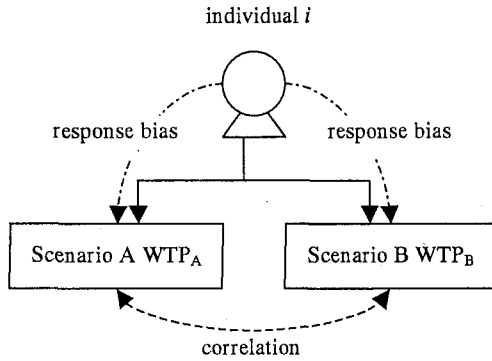 individual i
response bias
response bias
Scenario A WTP_A
Scenario B WTP_B
correlation